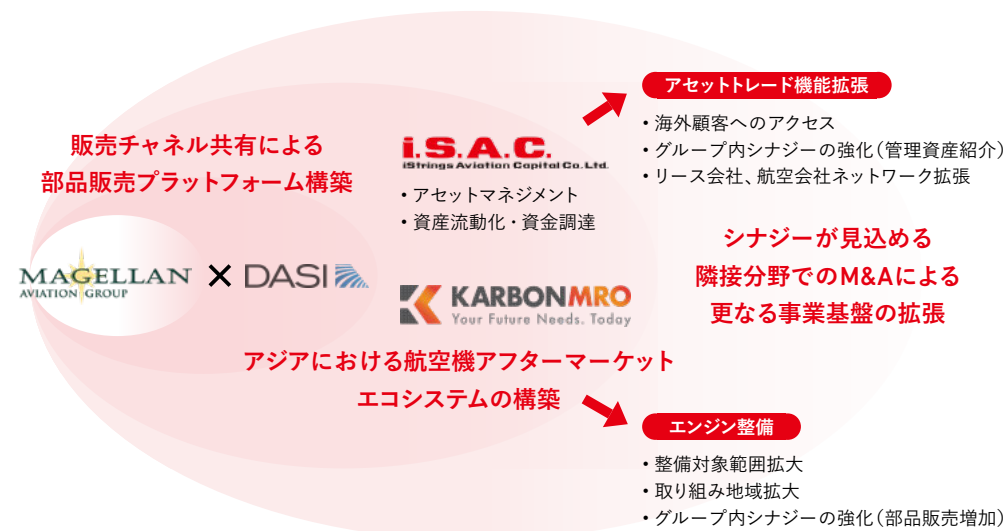 販売チャネル共有による
部品販売プラットフォーム構築
MAGELLAN
AVIATION GROUP
×
DASI
i.S.A.C.
iStrings Aviation Capital Co.Ltd.
• アセットマネジメント
• 資産流動化・資金調達
KARBONMRO
Your Future Needs. Today
アジアにおける航空機アフターマーケット
エコシステムの構築
アセットトレード機能拡張
• 海外顧客へのアクセス
• グループ内シナジーの強化(管理資産紹介)
• リース会社、航空会社ネットワーク拡張
シナジーが見込める
隣接分野でのM&Aによる
更なる事業基盤の拡張
エンジン整備
• 整備対象範囲拡大
• 取り組み地域拡大
• グループ内シナジーの強化(部品販売増加)